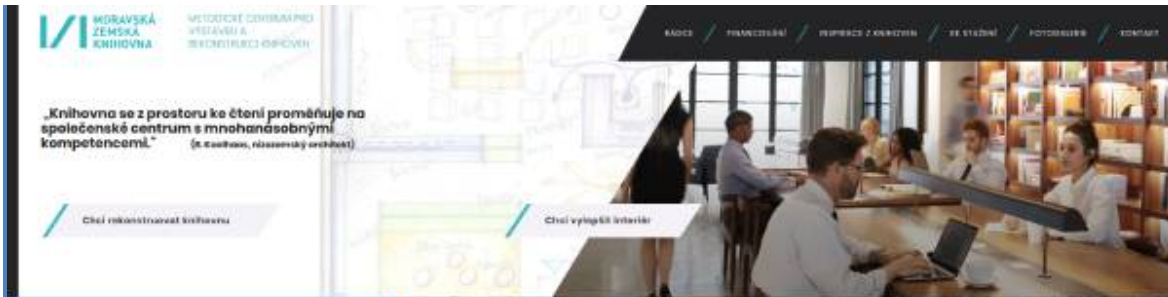 MORAVSKÁ
ZEMSKÁ
KNIHOVNA
METODICKÉ CENTRUM PRO
VÝSTAVBU A
REKONSTRUKCI KNIHOVEN
RÁDCE / FINANCOVÁNÍ / INSPIRACE Z KNIHOVEN / KE STAŽENÍ / FOTOGALERIE / KONTAKT
„Knihovna se z prostoru ke čtení proměňuje na
společenské centrum s mnohanásobnými
kompetencemi."
(R. Koolhaas, nizozemský architekt)
Chci rekonstruovat knihovnu
Chci vylepšit interiér